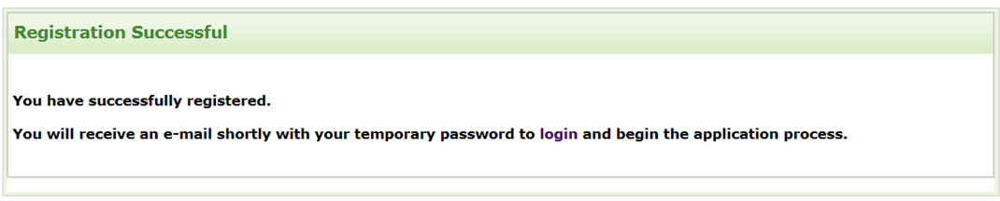 Registration Successful
You have successfully registered.
You will receive an e-mail shortly with your temporary password to login and begin the application process.